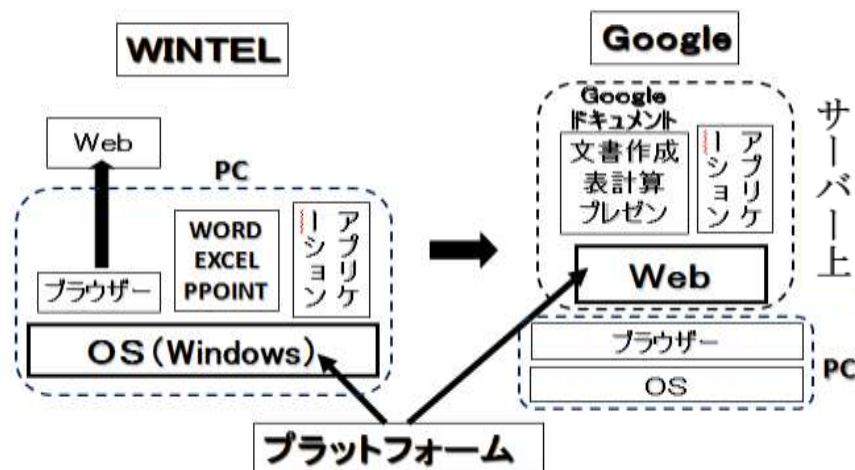 WINTEL
Google
Web
PC
WORD
EXCEL
PPOINT
アプリケ
ーション
ブラウザー
OS(Windows)
Google
ドキュメント
文書作成
表計算
プレゼン
アプリケ
ーション
サーバー上
Web
ブラウザー
OS
PC
プラットフォーム